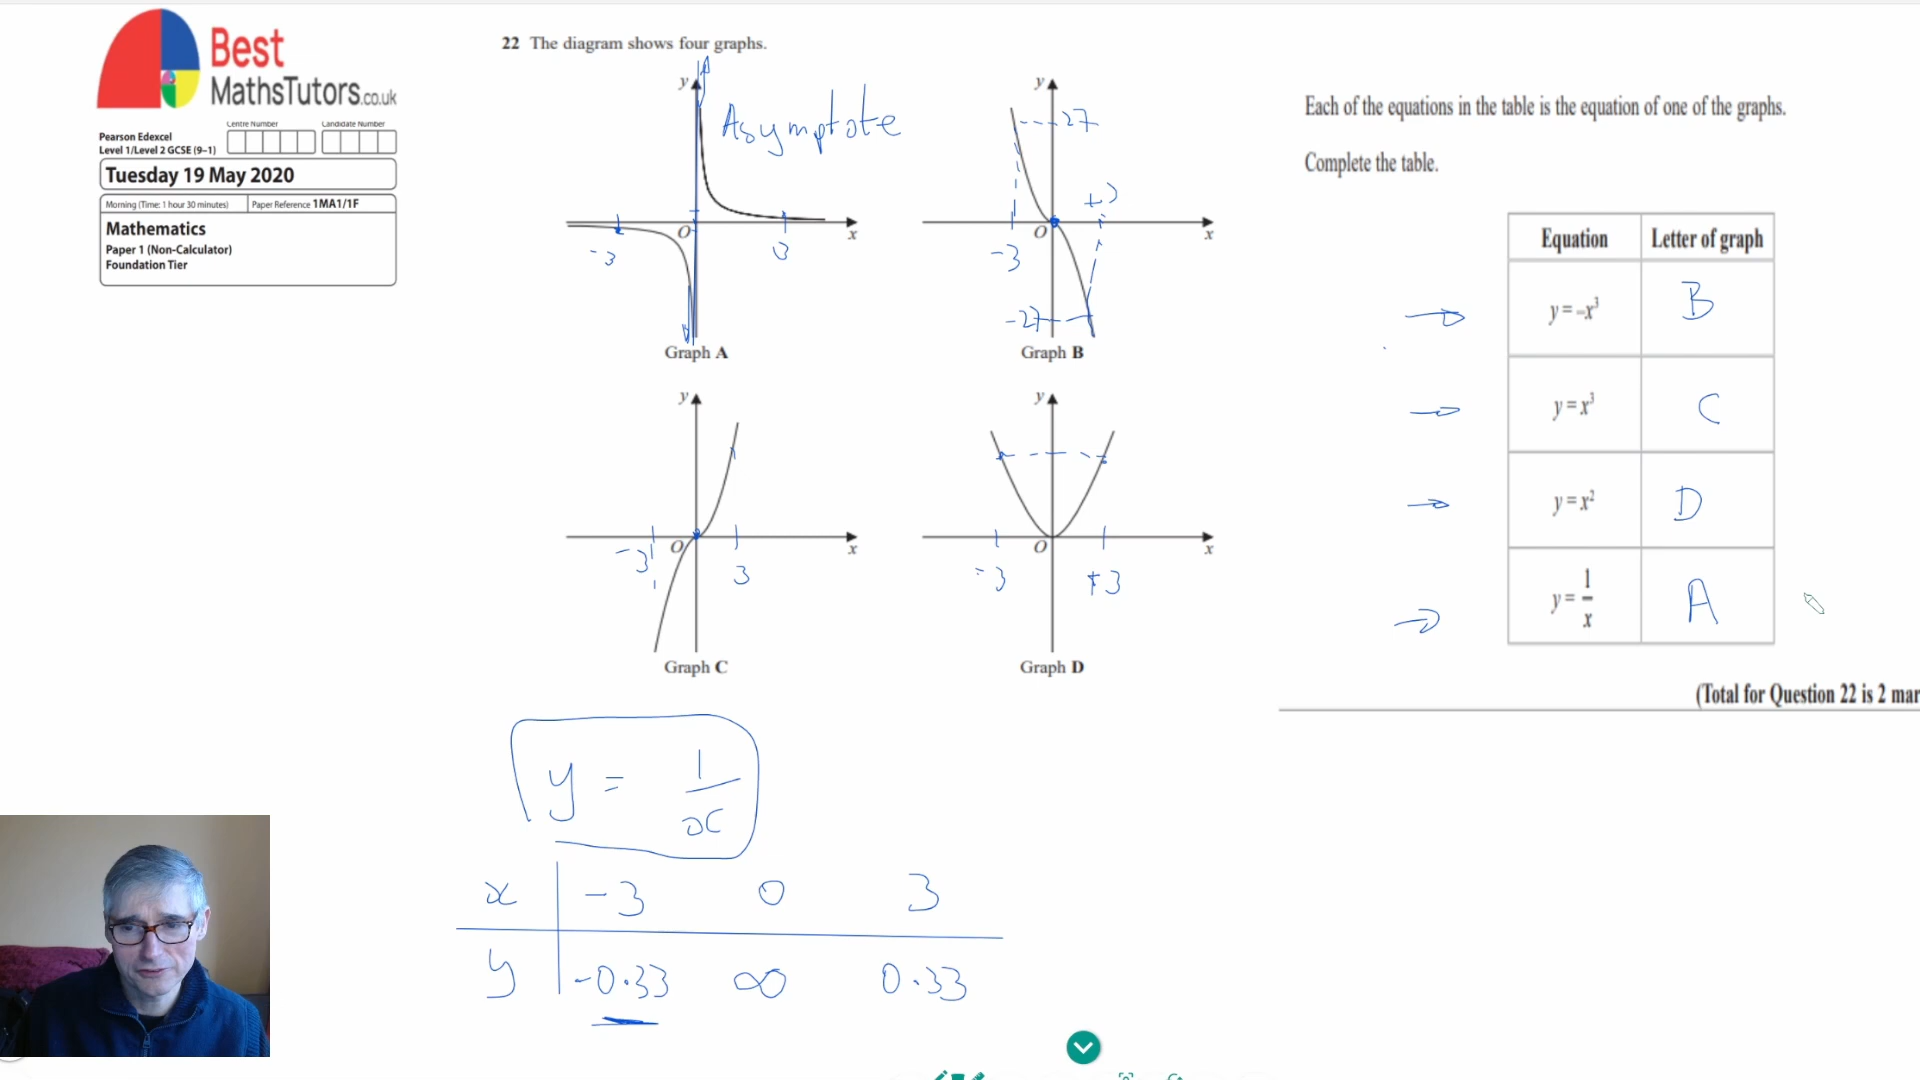 Best
MathsTutors.co.uk
Centre Number
Candidate Number
Pearson Edexcel
Level 1/Level 2 GCSE (9–1)
Tuesday 19 May 2020
Morning (Time: 1 hour 30 minutes)
Paper Reference 1MA1/1F
Mathematics
Paper 1 (Non-Calculator)
Foundation Tier
22 The diagram shows four graphs.
y
Asymptote
O
x
-3
3
Graph A
y
27
O
x
-3
-27
Graph B
y
O
x
-3
3
Graph C
y
O
x
-3
+3
Graph D
Each of the equations in the table is the equation of one of the graphs.
Complete the table.
Equation Letter of graph
y = –x³ B
y = x³ C
y = x² D
y = 1/x A
(Total for Question 22 is 2 mar
y = 1/x
x -3 0 3
y -0.33 ∞ 0.33